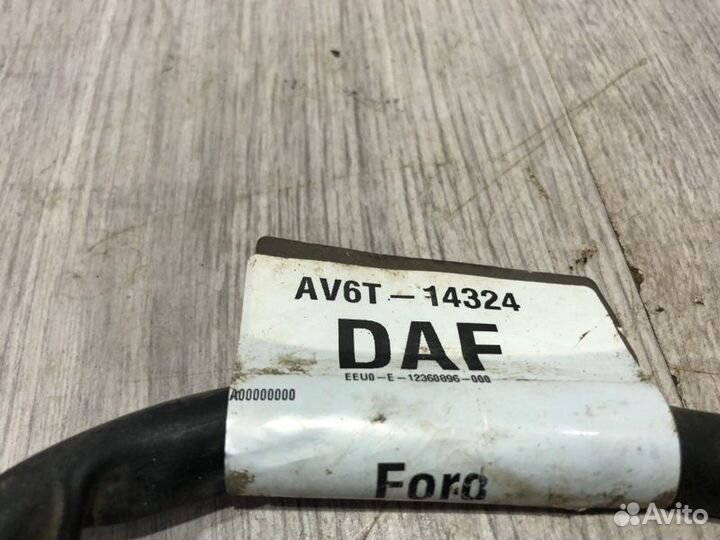 AV6T-14324
DAF
EEU0-E-12360896-000
A00000000
Ford
Avito